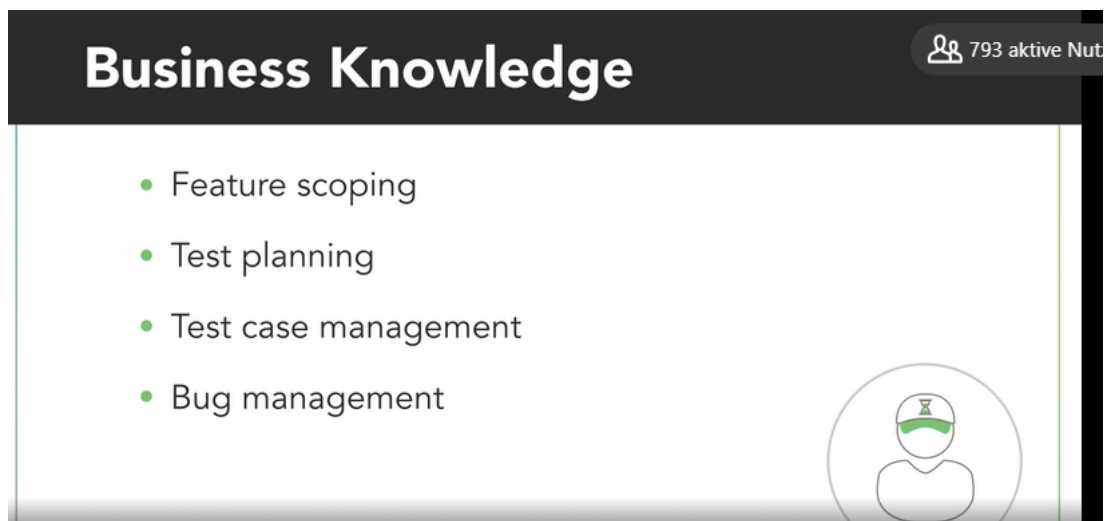 Business Knowledge
793 aktive Nut
Feature scoping
Test planning
Test case management
Bug management